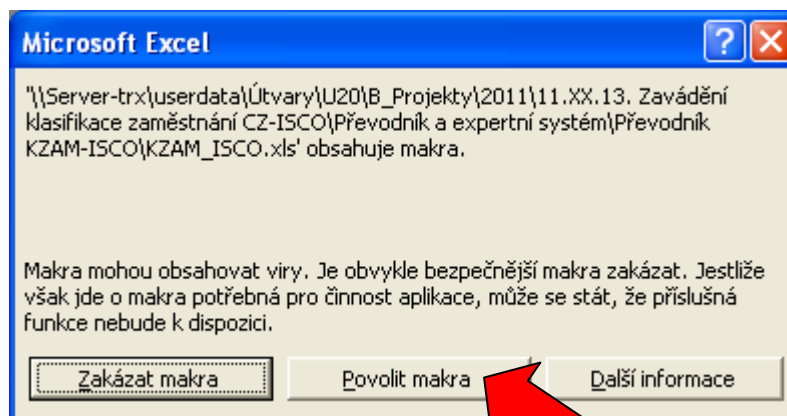 Microsoft Excel
'\\Server-trx\userdata\Útvary\U20\B_Projekty\2011\11.XX.13. Zavádění
klasifikace zaměstnání CZ-ISCO\Převodník a expertní systém\Převodník
KZAM-ISCO\KZAM_ISCO.xls' obsahuje makra.
Makra mohou obsahovat viry. Je obvykle bezpečnější makra zakázat. Jestliže
však jde o makra potřebná pro činnost aplikace, může se stát, že příslušná
funkce nebude k dispozici.
Zakázat makra Povolit makra Další informace